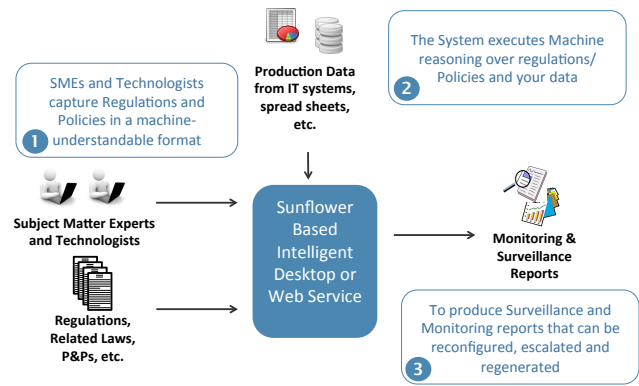 SMEs and Technologists
capture Regulations and
Policies in a machine-
understandable format
1
Production Data
from IT systems,
spread sheets,
etc.
The System executes Machine
reasoning over regulations/
Policies and your data
2
Subject Matter Experts
and Technologists
Regulations,
Related Laws,
P&Ps, etc.
Sunflower
Based
Intelligent
Desktop or
Web Service
Monitoring &
Surveillance
Reports
To produce Surveillance and
Monitoring reports that can be
reconfigured, escalated and
regenerated
3